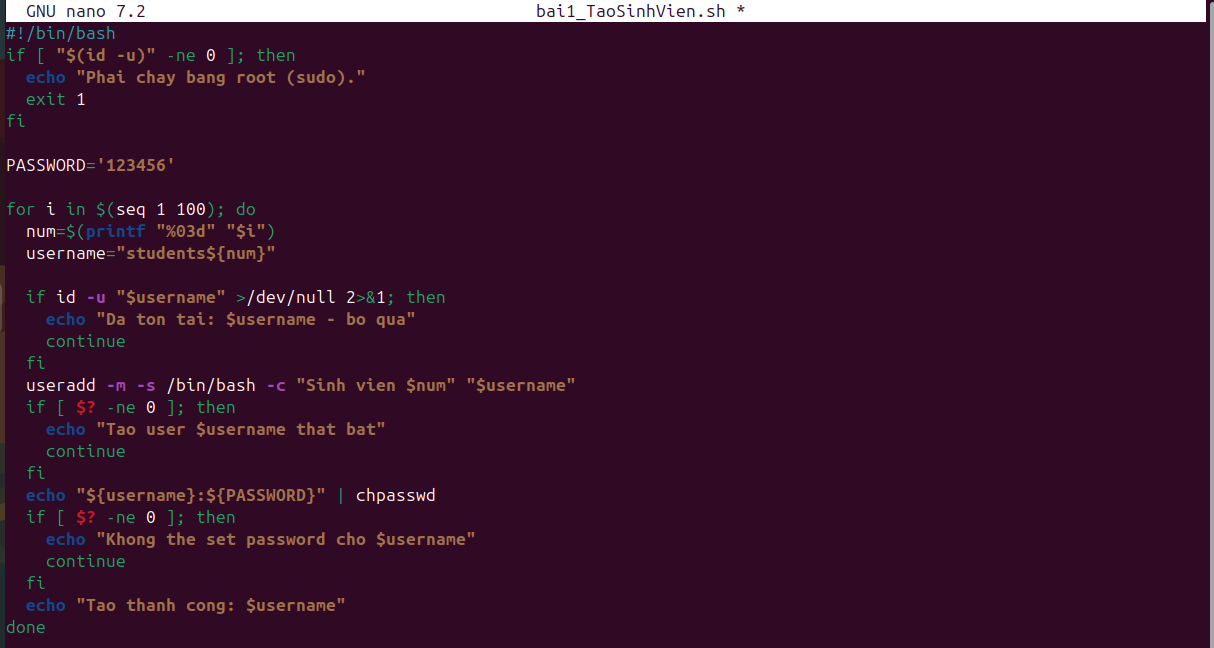 GNU nano 7.2 bai1_TaoSinhVien.sh *
#!/bin/bash
if [ "$(id -u)" -ne 0 ]; then
  echo "Phai chay bang root (sudo)."
  exit 1
fi

PASSWORD='123456'

for i in $(seq 1 100); do
  num=$(printf "%03d" "$i")
  username="students${num}"

  if id -u "$username" >/dev/null 2>&1; then
    echo "Da ton tai: $username - bo qua"
    continue
  fi
  useradd -m -s /bin/bash -c "Sinh vien $num" "$username"
  if [ $? -ne 0 ]; then
    echo "Tao user $username that bat"
    continue
  fi
  echo "${username}:${PASSWORD}" | chpasswd
  if [ $? -ne 0 ]; then
    echo "Khong the set password cho $username"
    continue
  fi
  echo "Tao thanh cong: $username"
done